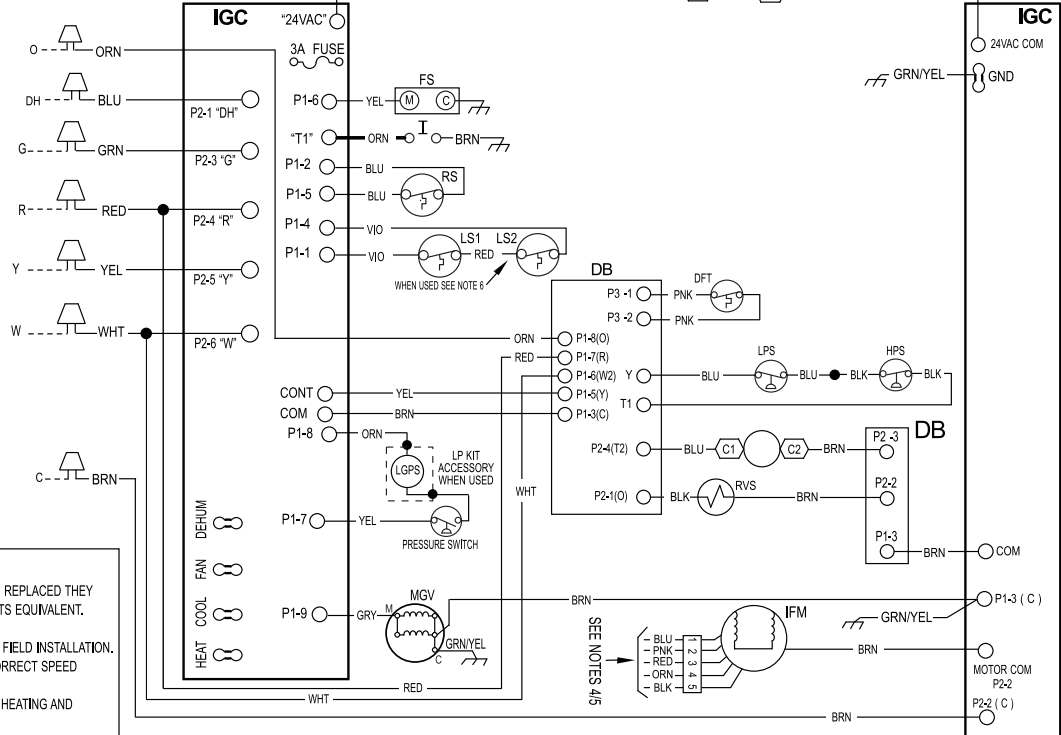 IGC
"24VAC"
3A FUSE
IGC
24VAC COM
GRN/YEL
GND
O
ORN
DH
BLU
P2-1 "DH"
G
GRN
P2-3 "G"
R
RED
P2-4 "R"
Y
YEL
P2-5 "Y"
W
WHT
P2-6 "W"
C
BRN
P1-6
YEL
FS
M
C
"T1"
ORN
I
BRN
P1-2
BLU
P1-5
BLU
RS
P1-4
VIO
P1-1
VIO
LS1
RED
LS2
WHEN USED SEE NOTE 6
DB
P3 -1
PNK
DFT
P3 -2
PNK
ORN
P1-8(O)
RED
P1-7(R)
P1-6(W2)
P1-5(Y)
P1-3(C)
Y
BLU
LPS
BLU
BLK
HPS
BLK
T1
CONT
YEL
COM
BRN
P1-8
ORN
LGPS
LP KIT
ACCESSORY
WHEN USED
WHT
P1-7
YEL
PRESSURE SWITCH
P2-4(T2)
BLU
C1
C2
BRN
P2-1(O)
BLK
RVS
BRN
DB
P2 -3
P2-2
P1-3
BRN
COM
DEHUM
FAN
COOL
HEAT
P1-9
GRY
M
MGV
C
GRN/YEL
BRN
P1-3 ( C )
GRN/YEL
SEE NOTES 4/5
BLU
PNK
RED
ORN
BLK
1
2
3
4
5
IFM
BRN
MOTOR COM
P2-2
RED
WHT
BRN
P2-2 ( C )
REPLACED THEY
TS EQUIVALENT.
FIELD INSTALLATION.
ORRECT SPEED
HEATING AND